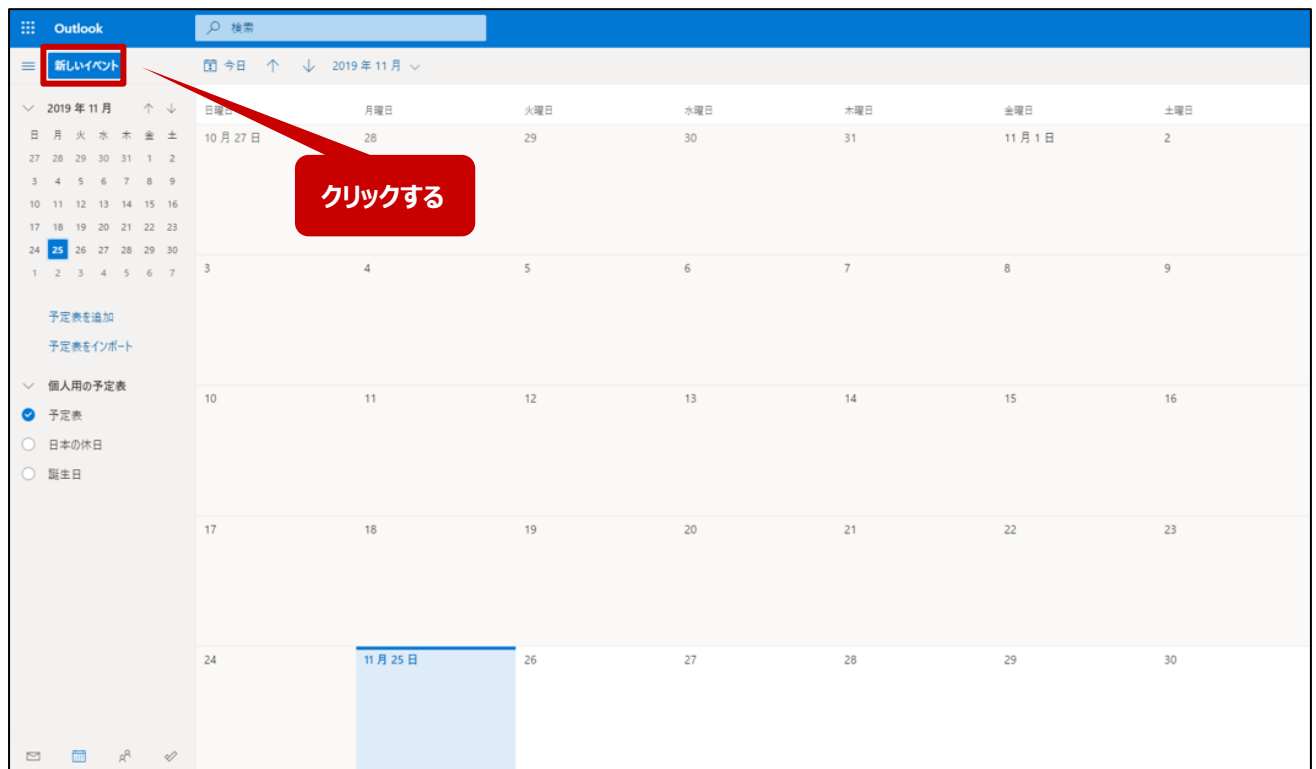 Outlook
検索
新しいイベント
今日 2019 年 11 月
2019 年 11 月
日 月 火 水 木 金 土
27 28 29 30 31 1 2
3 4 5 6 7 8 9
10 11 12 13 14 15 16
17 18 19 20 21 22 23
24 25 26 27 28 29 30
1 2 3 4 5 6 7
予定表を追加
予定表をインポート
個人用の予定表
予定表
日本の休日
誕生日
クリックする
日曜日 月曜日 火曜日 水曜日 木曜日 金曜日 土曜日
10 月 27 日 28 29 30 31 11 月 1 日 2
3 4 5 6 7 8 9
10 11 12 13 14 15 16
17 18 19 20 21 22 23
24 11 月 25 日 26 27 28 29 30